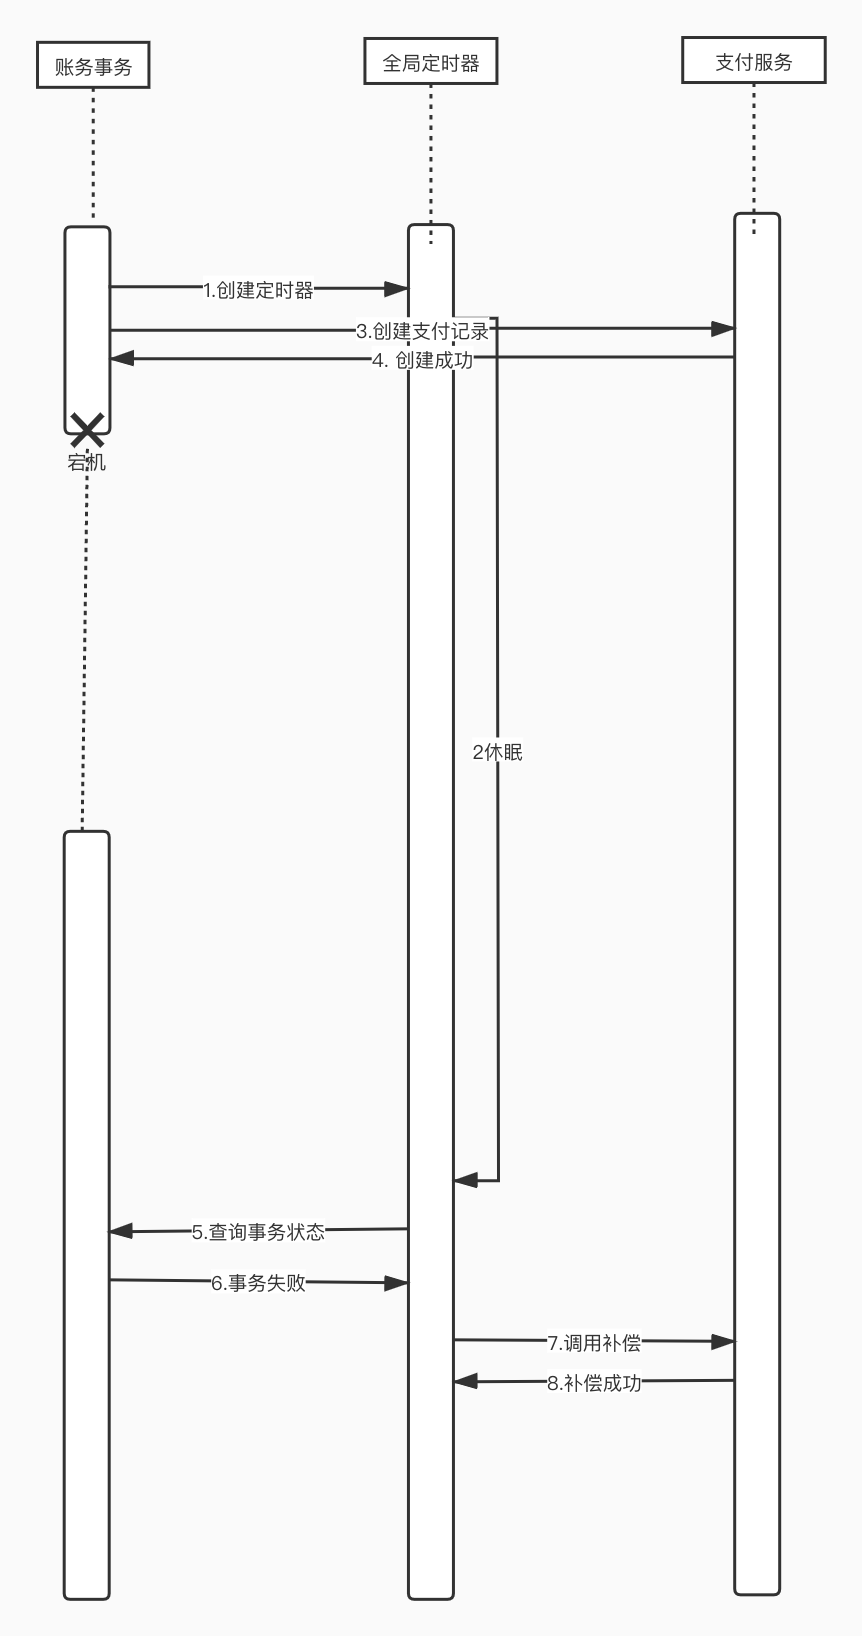 账务事务
全局定时器
支付服务
1.创建定时器
3.创建支付记录
4. 创建成功
宕机
2休眠
5.查询事务状态
6.事务失败
7.调用补偿
8.补偿成功